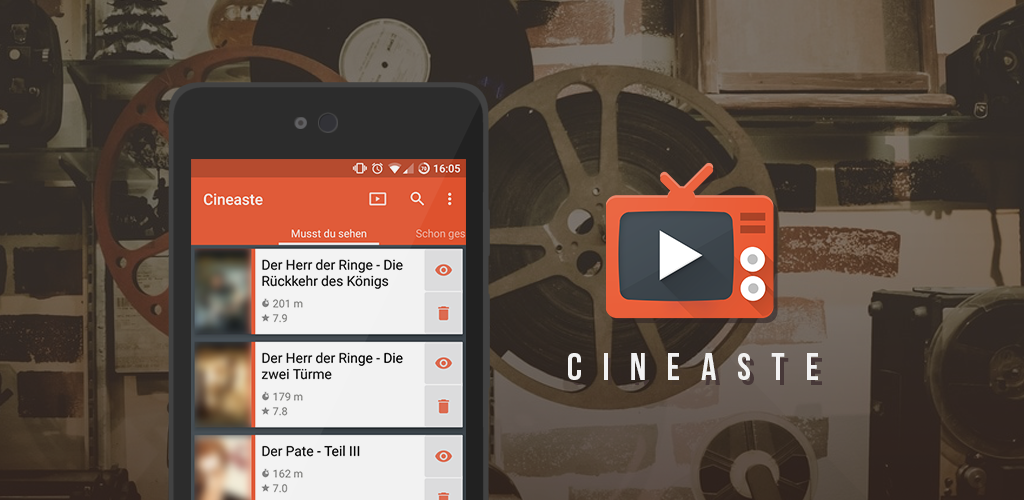 16:05
Cineaste
Musst du sehen
Schon ges
Der Herr der Ringe - Die
Rückkehr des Königs
201 m
7.9
Der Herr der Ringe - Die
zwei Türme
179 m
7.8
Der Pate - Teil III
162 m
7.0
CINEASTE